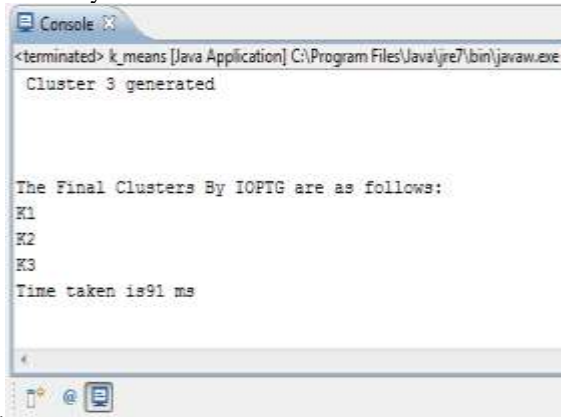 Console
<terminated> k_means [Java Application] C:\Program Files\Java\jre7\bin\javaw.exe
Cluster 3 generated
The Final Clusters By IOPTG are as follows:
K1
K2
K3
Time taken is91 ms